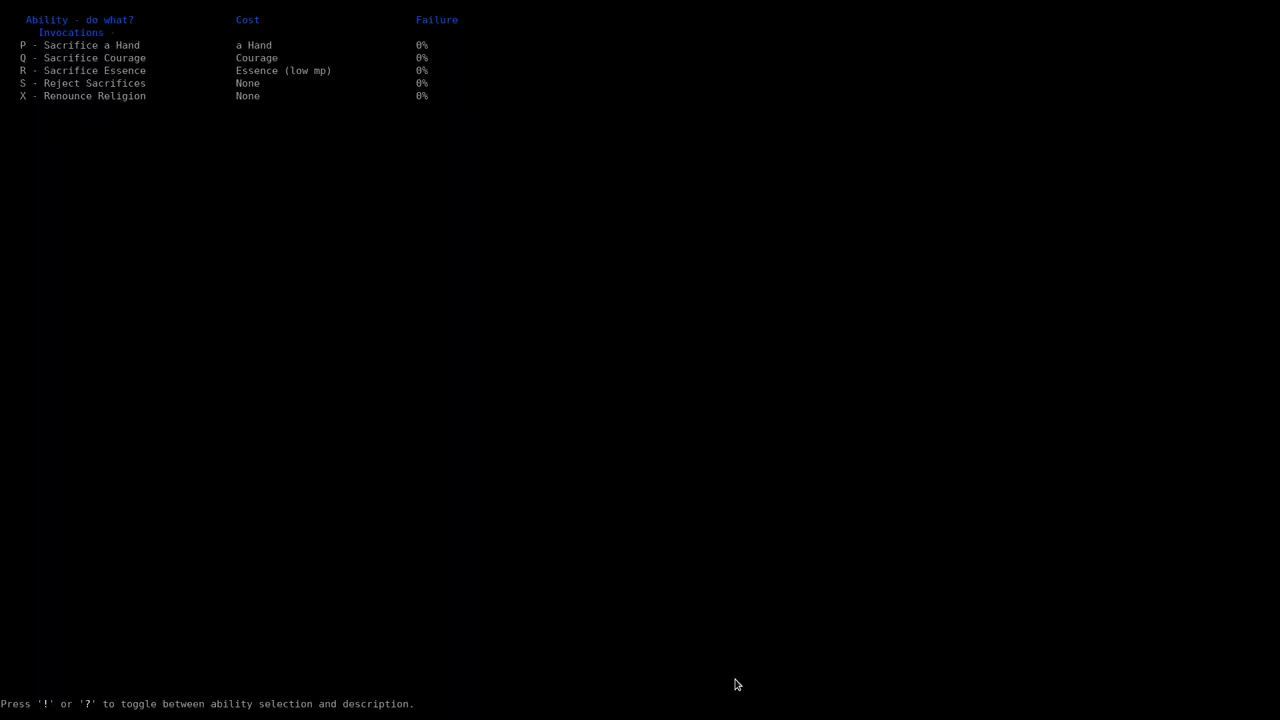 Ability - do what? Cost Failure
Invocations -
P - Sacrifice a Hand a Hand 0%
Q - Sacrifice Courage Courage 0%
R - Sacrifice Essence Essence (low mp) 0%
S - Reject Sacrifices None 0%
X - Renounce Religion None 0%
Press '!' or '?' to toggle between ability selection and description.